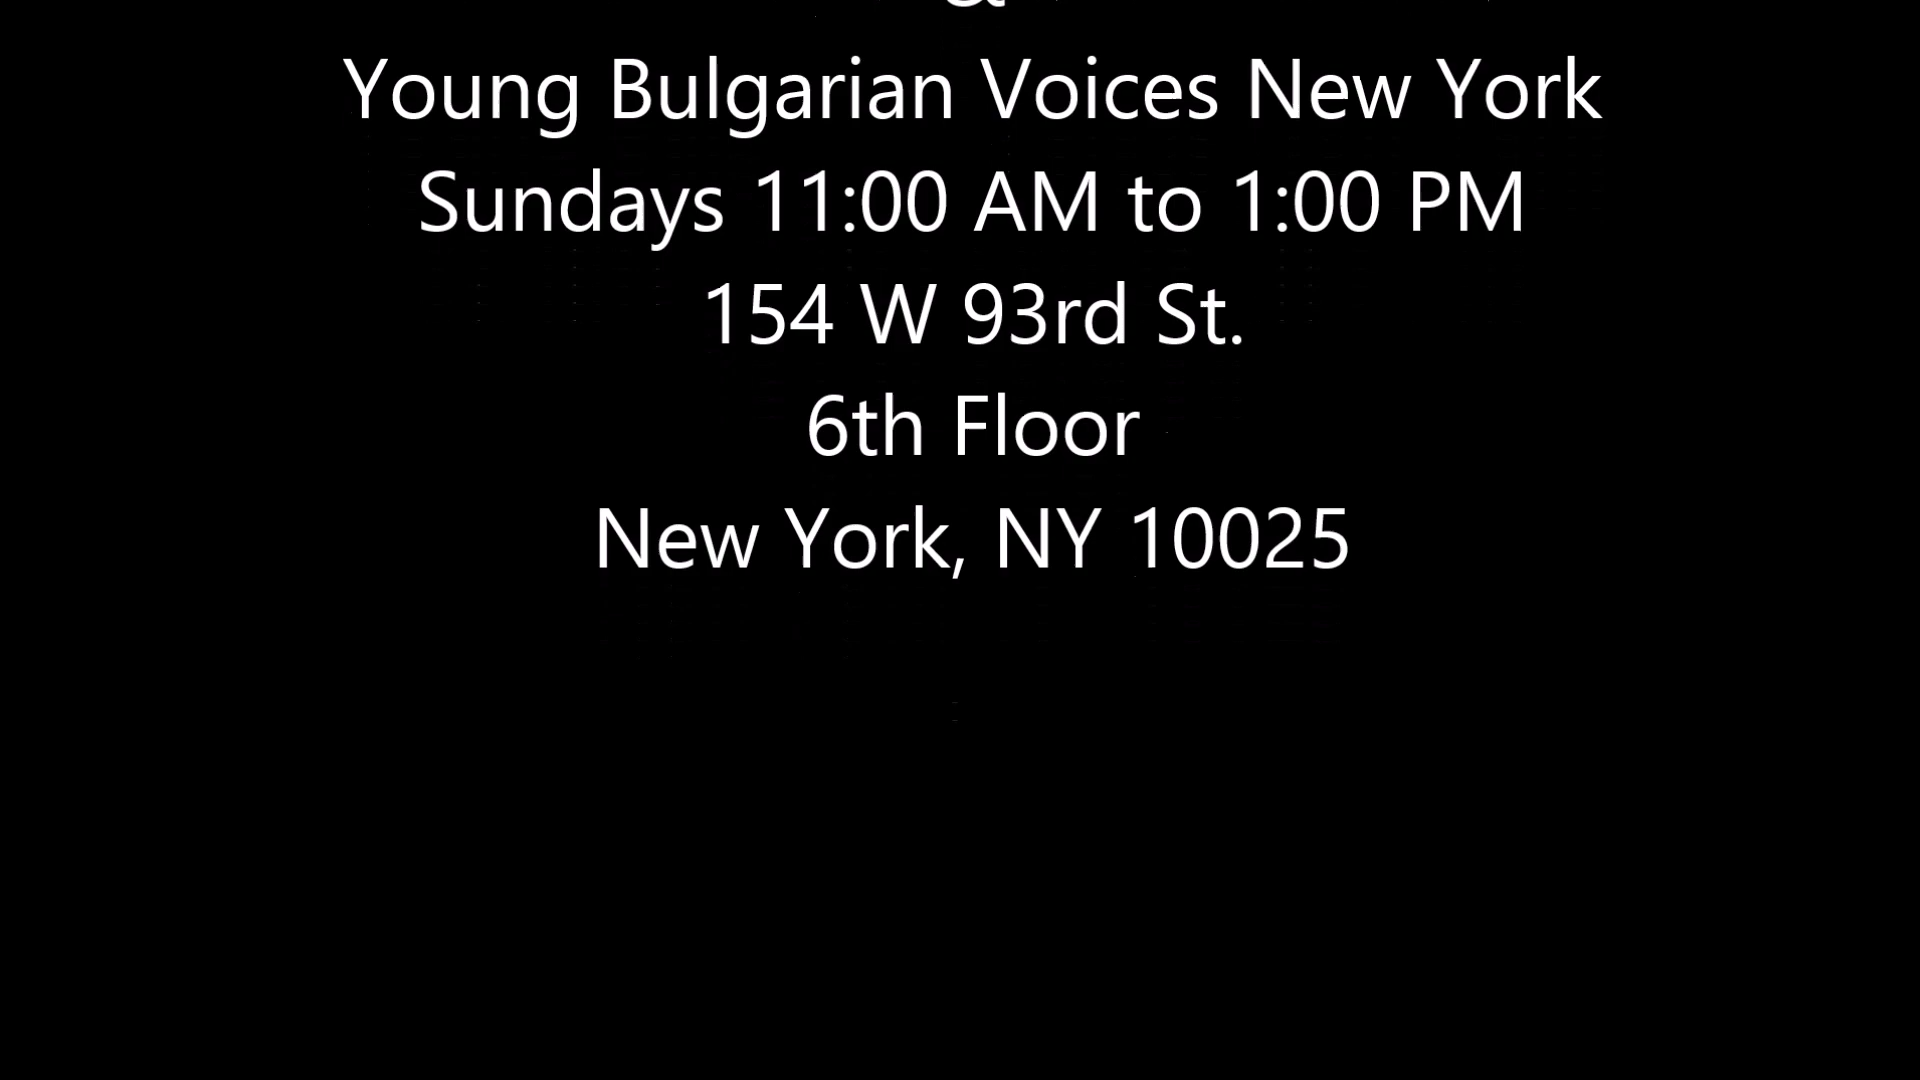 &
Young Bulgarian Voices New York
Sundays 11:00 AM to 1:00 PM
154 W 93rd St.
6th Floor
New York, NY 10025